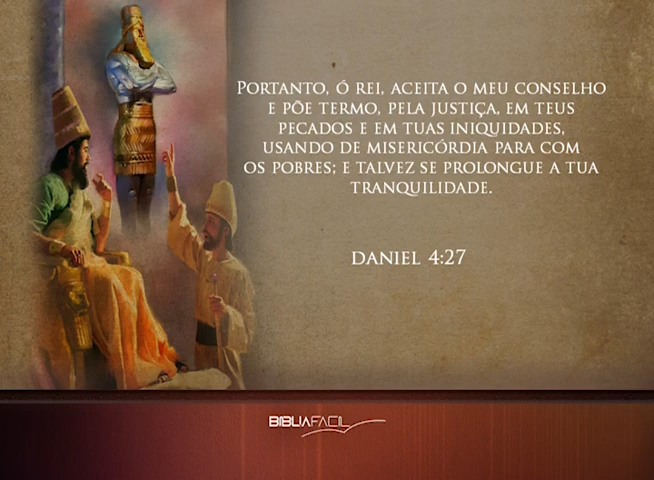 PORTANTO, Ó REI, ACEITA O MEU CONSELHO
E PÕE TERMO, PELA JUSTIÇA, EM TEUS
PECADOS E EM TUAS INIQUIDADES,
USANDO DE MISERICÓRDIA PARA COM
OS POBRES; E TALVEZ SE PROLONGUE A TUA
TRANQUILIDADE.
DANIEL 4:27
BIBLIAFACIL